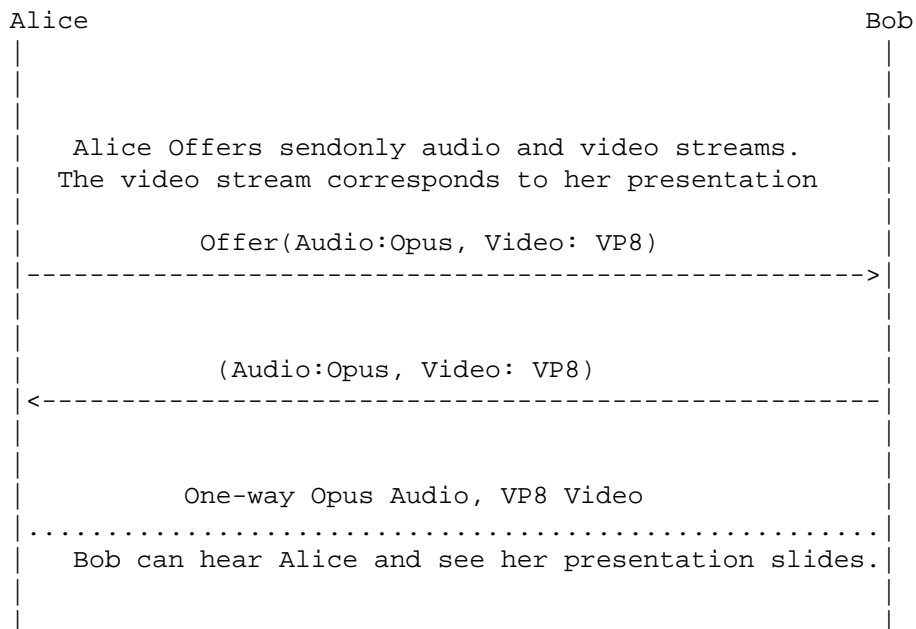 Alice Bob
Alice Offers sendonly audio and video streams.
The video stream corresponds to her presentation
Offer(Audio:Opus, Video: VP8)
(Audio:Opus, Video: VP8)
One-way Opus Audio, VP8 Video
Bob can hear Alice and see her presentation slides.